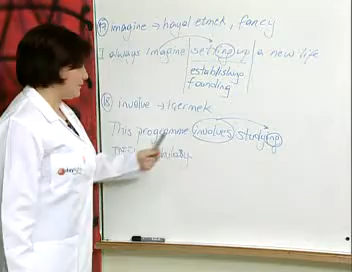 17 imagine → hayal etmek, fancy
I always imagine setting up a new life
establishing
founding
18 involve → içermek
This programme involves studying